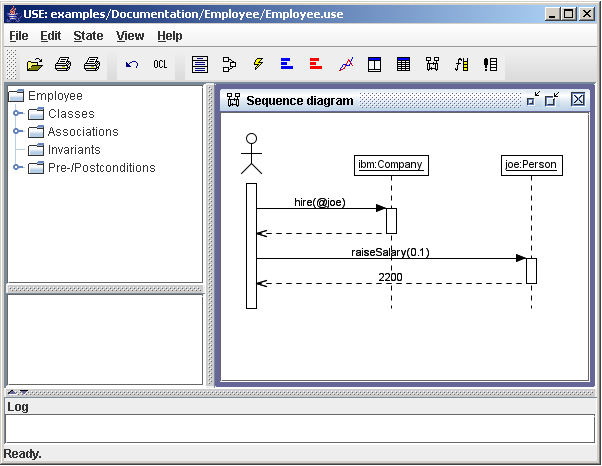 USE: examples/Documentation/Employee/Employee.use
File Edit State View Help
OCL
Employee
Classes
Associations
Invariants
Pre-/Postconditions
Sequence diagram
ibm:Company joe:Person
hire(@joe)
raiseSalary(0.1)
2200
Log
Ready.